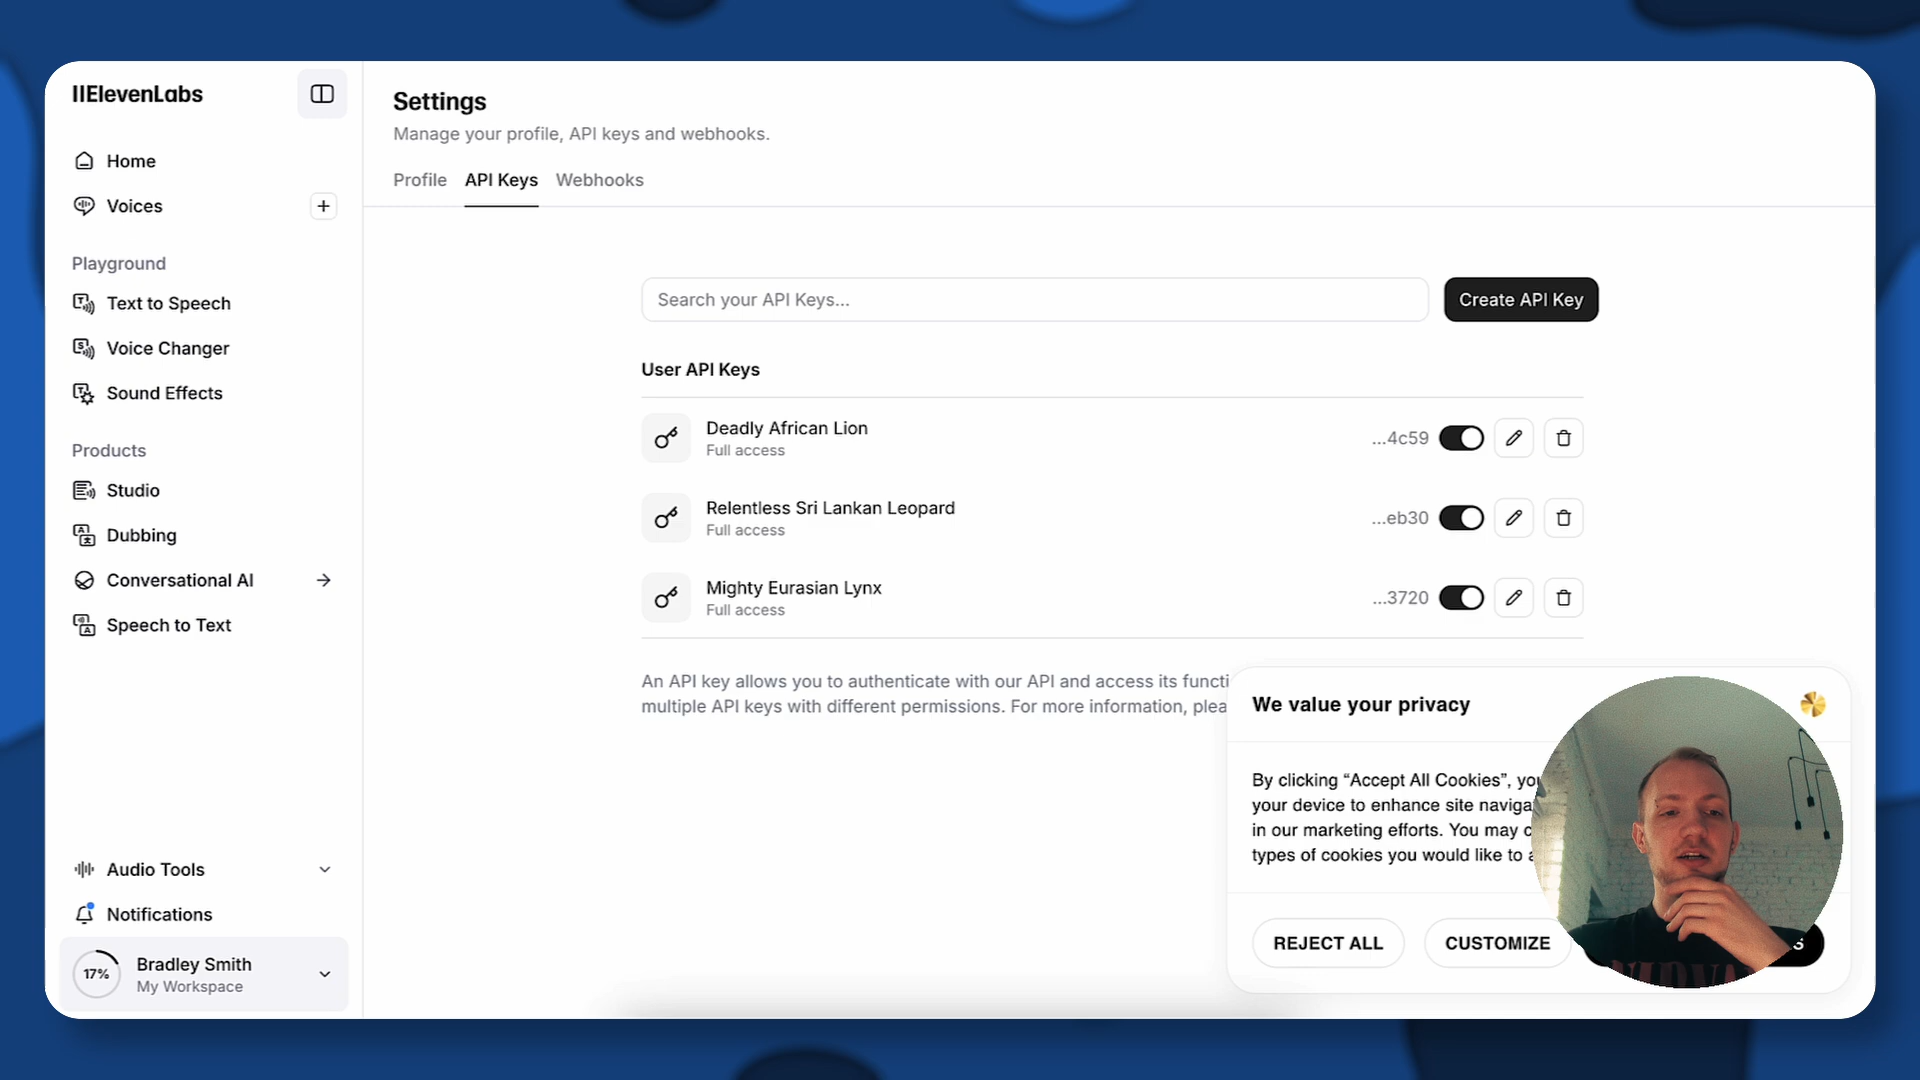 IIElevenLabs
Home
Voices
Playground
Text to Speech
Voice Changer
Sound Effects
Products
Studio
Dubbing
Conversational AI
Speech to Text
Audio Tools
Notifications
17%
Bradley Smith
My Workspace
Settings
Manage your profile, API keys and webhooks.
Profile API Keys Webhooks
Search your API Keys...
Create API Key
User API Keys
Deadly African Lion
Full access
...4c59
Relentless Sri Lankan Leopard
Full access
...eb30
Mighty Eurasian Lynx
Full access
...3720
An API key allows you to authenticate with our API and access its
multiple API keys with different permissions. For more information,
We value your privacy
By clicking “Accept All Cookies”,
your device to enhance site
in our marketing efforts. You may
types of cookies you would like to
REJECT ALL
CUSTOMIZE